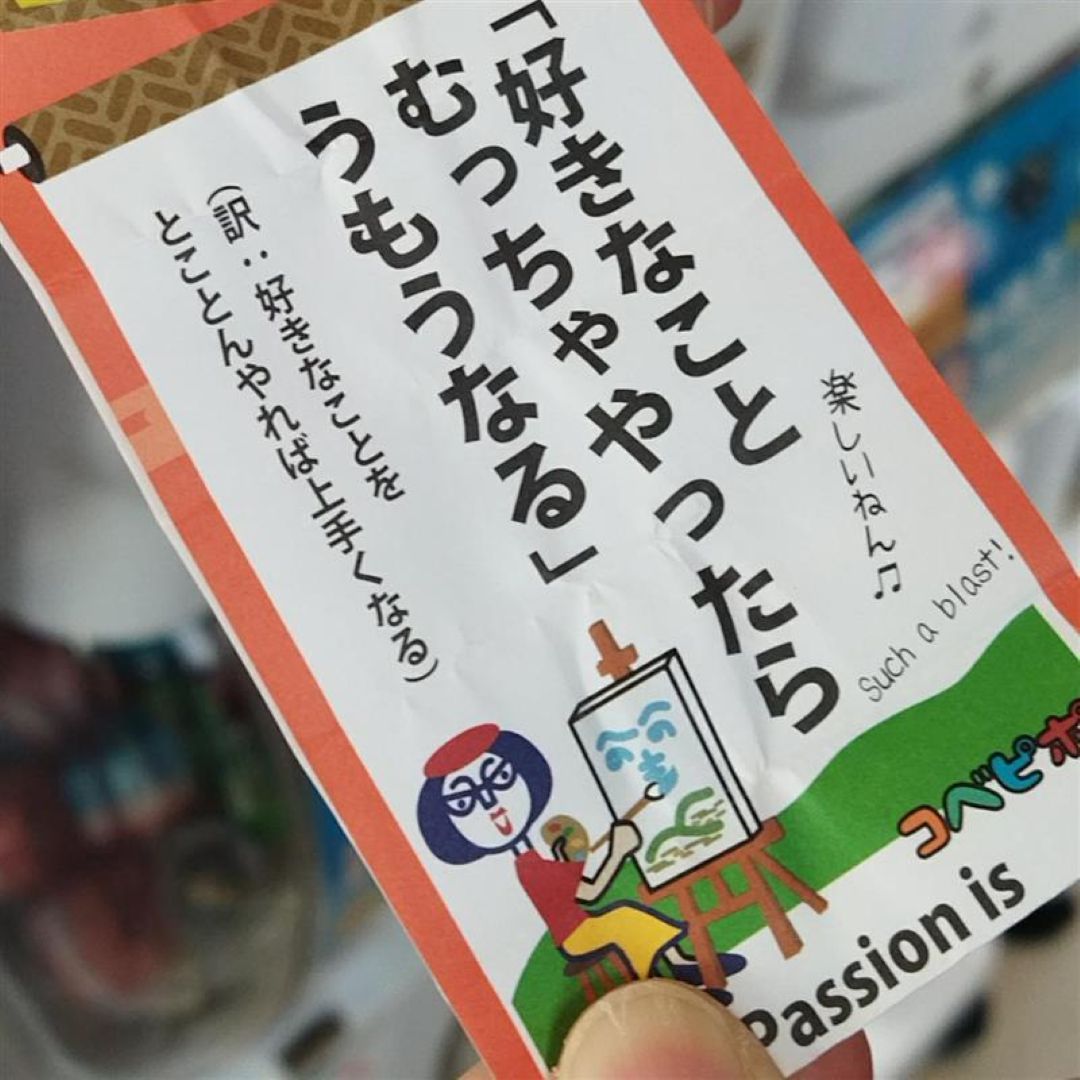 「好きなこと
むっちゃやったら
うもうなる」
(訳：好きなことを
とことんやれば上手くなる)
楽しいねん♫
Such a blast!
コベピポ
Passion is